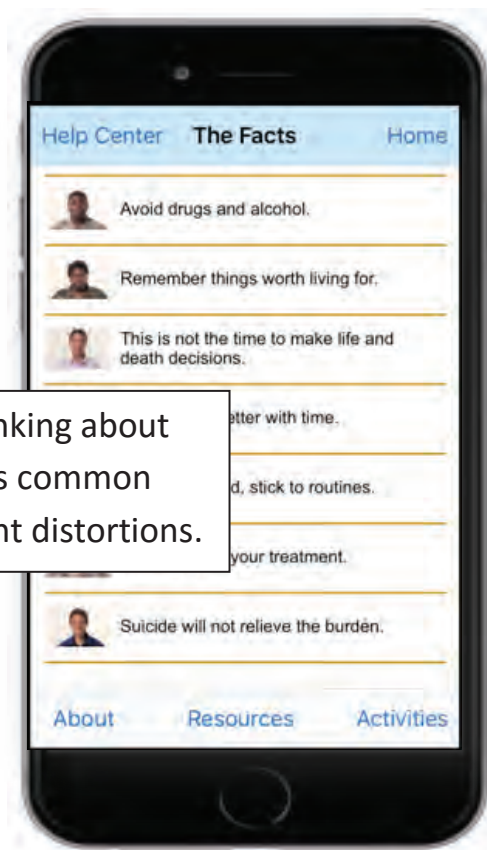 Help Center The Facts Home
Avoid drugs and alcohol.
Remember things worth living for.
This is not the time to make life and
death decisions.
etter with time.
d, stick to routines.
your treatment.
Suicide will not relieve the burden.
nking about
s common
nt distortions.
About Resources Activities